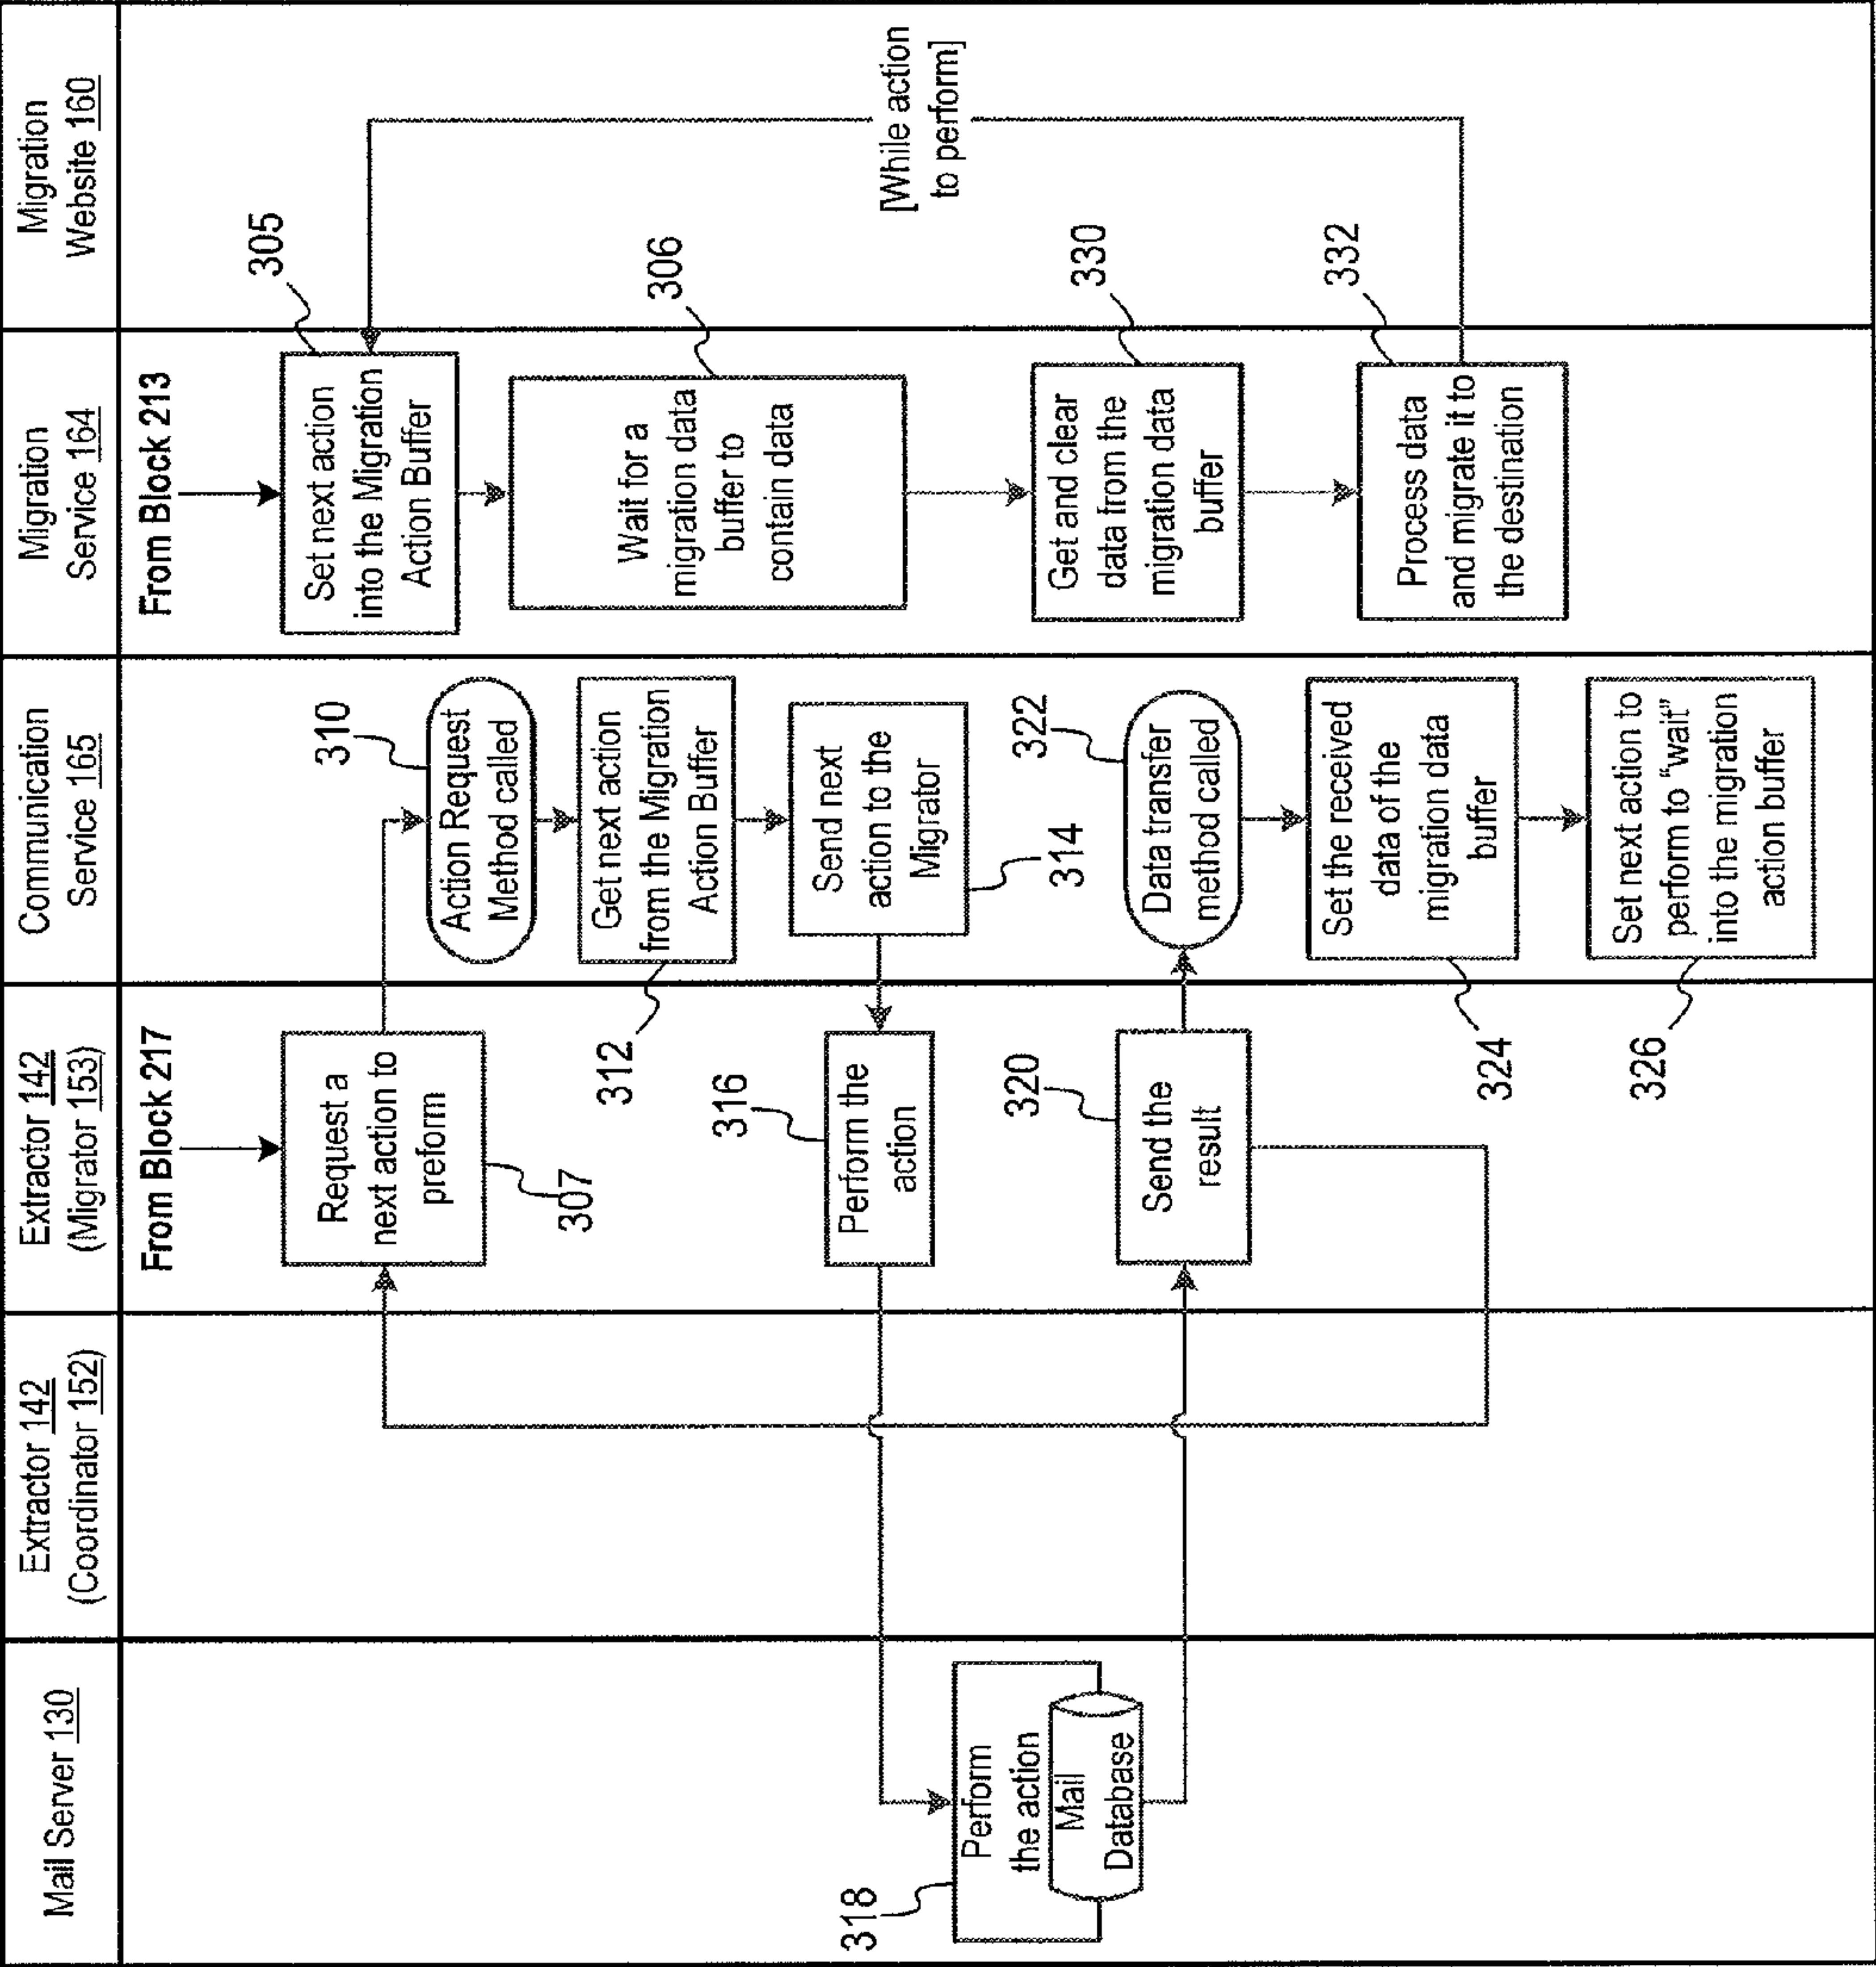 Mail Server 130
Extractor 142
(Coordinator 152)
Extractor 142
(Migrator 153)
Communication
Service 165
Migration
Service 164
Migration
Website 160
318
Perform
the action
Mail
Database
From Block 217
Request a
next action to
preform
307
316
Perform the
action
320
Send the
result
310
Action Request
Method called
Get next action
from the Migration
Action Buffer
312
Send next
action to the
Migrator
314
322
Data transfer
method called
Set the received
data of the
migration data
buffer
324
Set next action to
perform to “wait”
into the migration
action buffer
326
From Block 213
305
Set next action
into the Migration
Action Buffer
306
Wait for a
migration data
buffer to
contain data
330
Get and clear
data from the
migration data
buffer
332
Process data
and migrate it to
the destination
[While action
to perform]